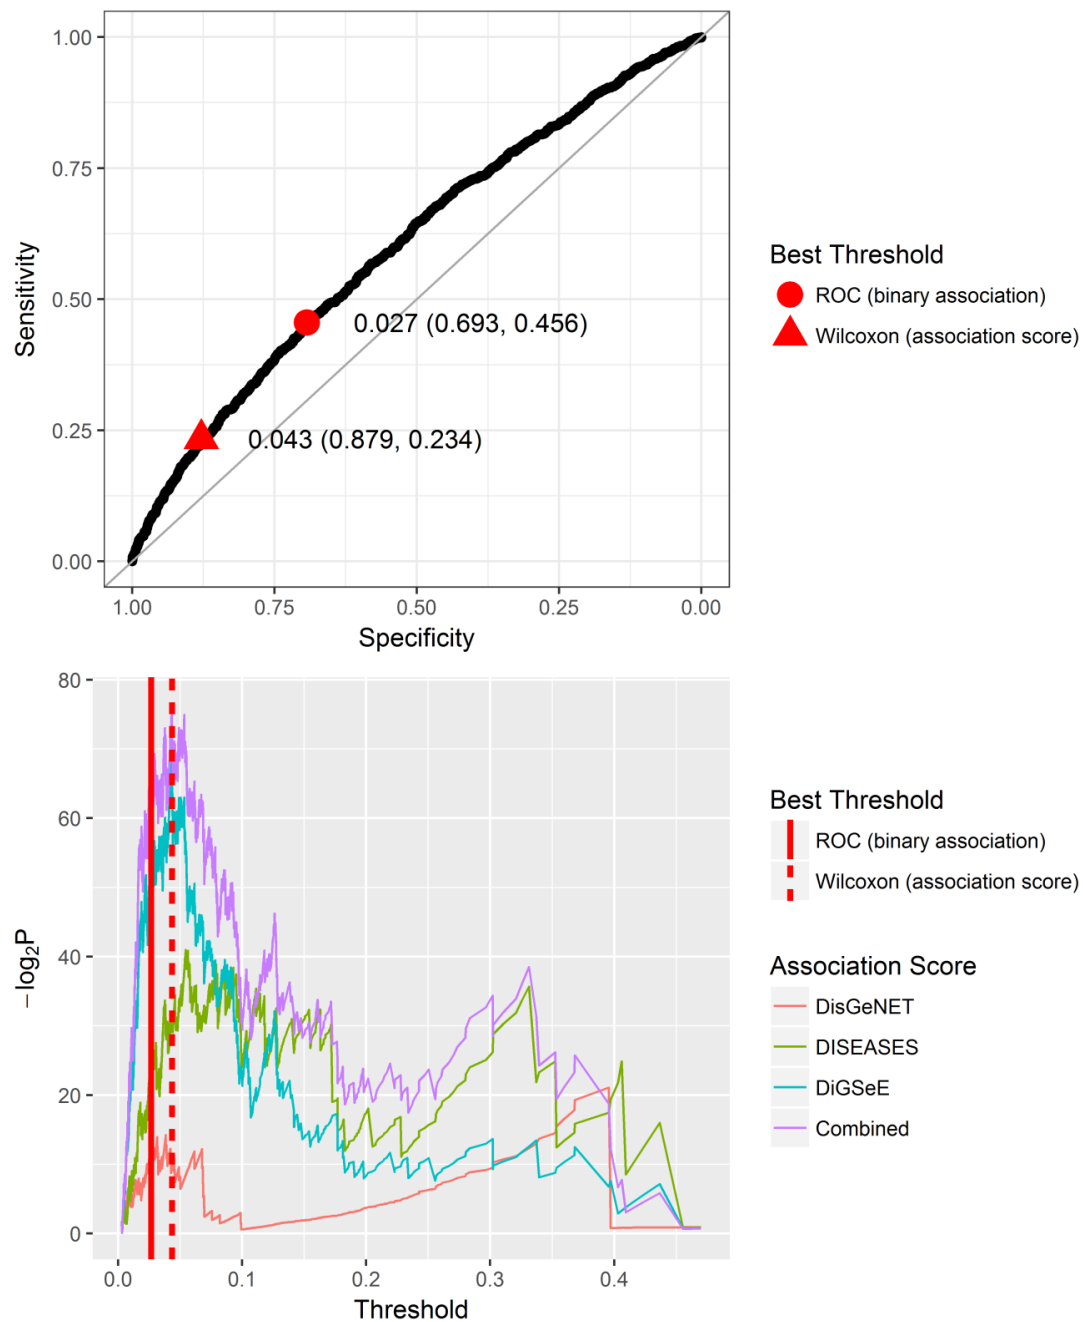 1.00
0.75
0.50
0.25
0.00
Sensitivity
0.027 (0.693, 0.456)
0.043 (0.879, 0.234)
1.00 0.75 0.50 0.25 0.00
Specificity
Best Threshold
ROC (binary association)
Wilcoxon (association score)
80
60
40
20
0
−log₂P
0.0 0.1 0.2 0.3 0.4
Threshold
Best Threshold
ROC (binary association)
Wilcoxon (association score)
Association Score
DisGeNET
DISEASES
DiGSeE
Combined